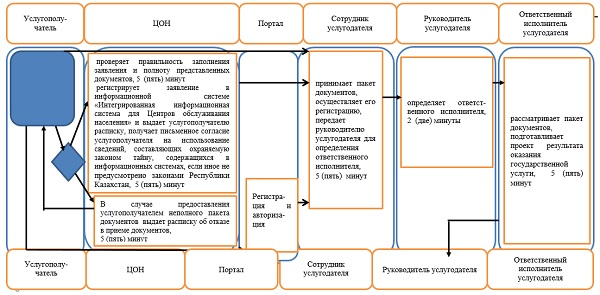 Услугополу-
чатель
ЦОН
Портал
Сотрудник
услугодателя
Руководитель
услугодателя
Ответственный
исполнитель
услугодателя
проверяет правильность заполнения
заявления и полноту представленных
документов, 5 (пять) минут
регистрирует заявление в
информационной системе
«Интегрированная информационная
система для Центров обслуживания
населения» и выдает услугополучателю
расписку, получает письменное согласие
услугополучателя на использование
сведений, составляющих охраняемую
законом тайну, содержащихся в
информационных системах, если иное не
предусмотрено законами Республики
Казахстан, 5 (пять) минут
В случае предоставления
услугополучателем неполного пакета
документов выдает расписку об отказе
в приеме документов,
5 (пять) минут
Регистра-
ция и
авториза-
ция
принимает пакет
документов,
осуществляет его
регистрацию,
передает
руководителю
услугодателя для
определения
ответственного
исполнителя,
5 (пять) минут
определяет ответст-
венного исполнителя,
2 (две) минуты
рассматривает пакет
документов,
подготавливает
проект результата
оказания
государственной
услуги, 5 (пять)
минут
Услугополу-
чатель
ЦОН
Портал
Сотрудник
услугодателя
Руководитель услугодателя
Ответственный
исполнитель
услугодателя